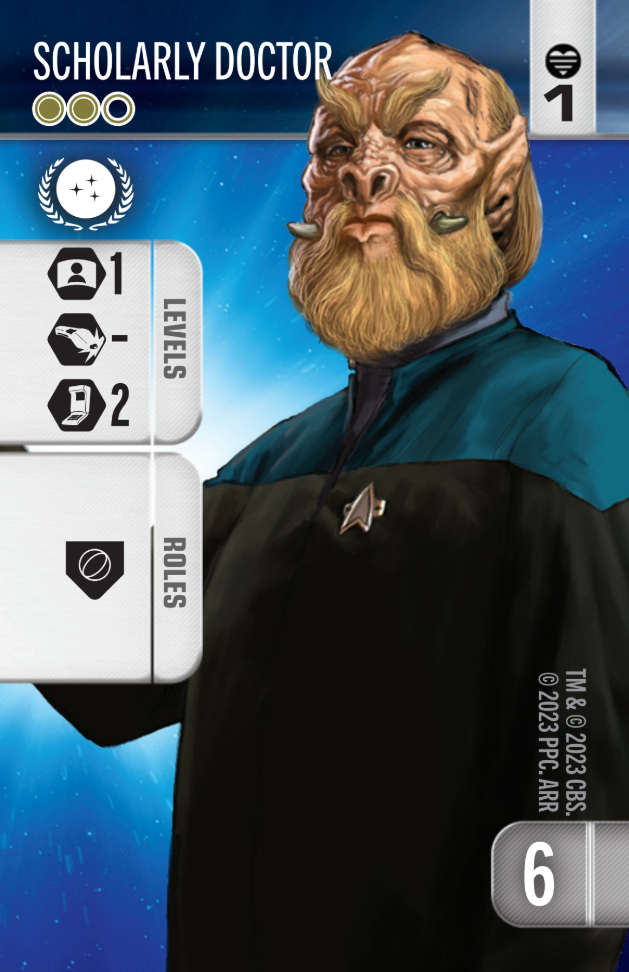 SCHOLARLY DOCTOR
1
1
-
2
LEVELS
ROLES
TM & © 2023 CBS.
© 2023 PPC. ARR
6